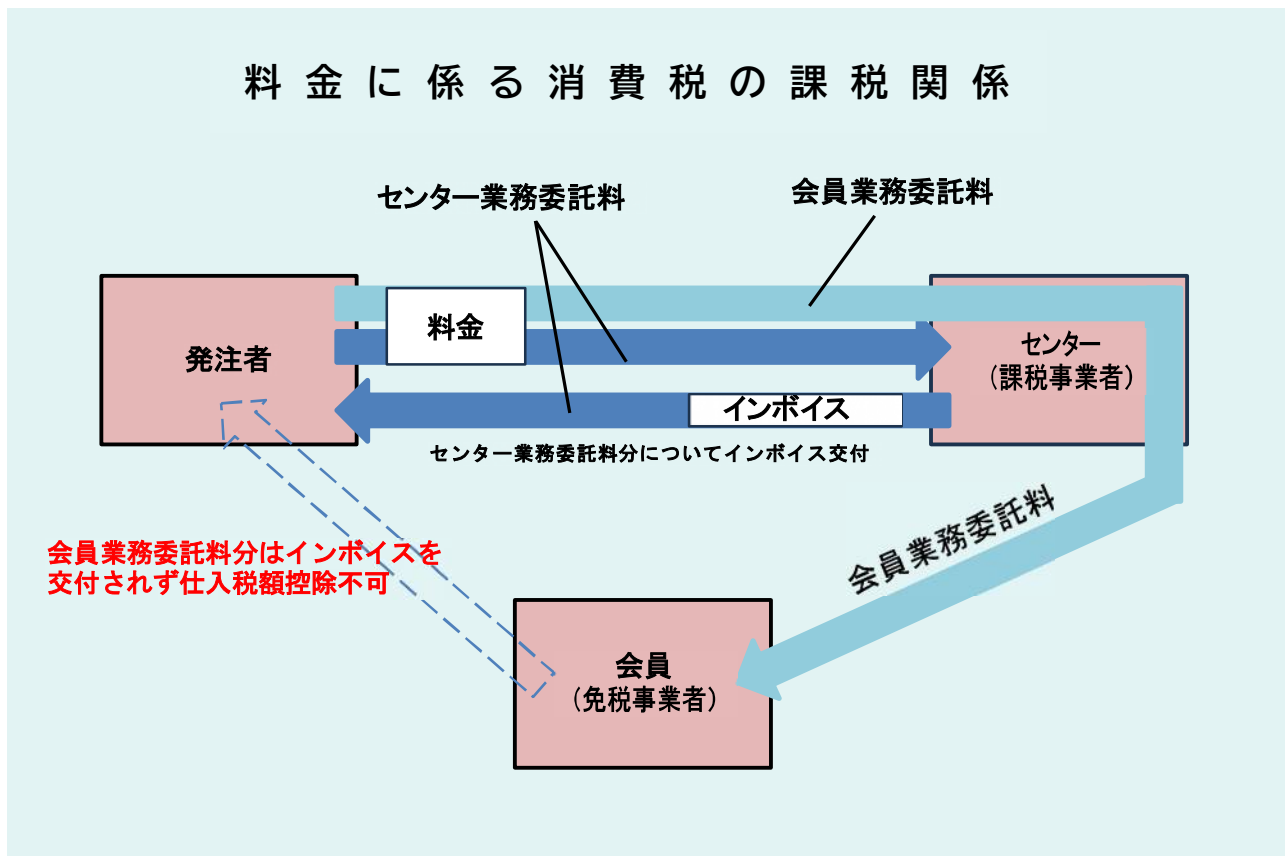 料金に係る消費税の課税関係
センター業務委託料
会員業務委託料
料金
発注者
センター
（課税事業者）
インボイス
センター業務委託料分についてインボイス交付
会員業務委託料
会員業務委託料分はインボイスを
交付されず仕入税額控除不可
会員
（免税事業者）